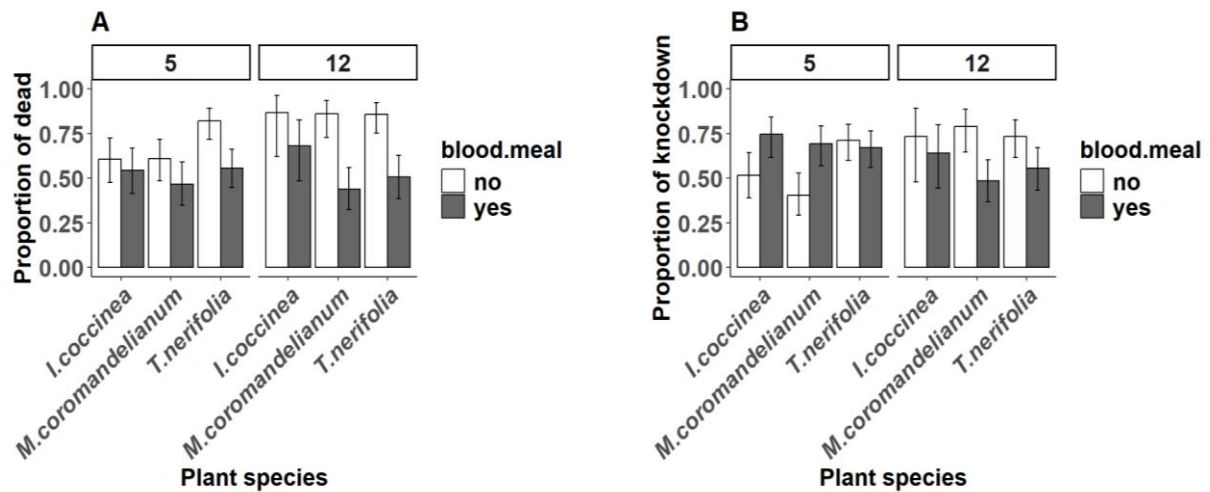 A
5
12
Proportion of dead
1.00
0.75
0.50
0.25
0.00
I.coccinea
M.coromandelianum
T.nerifolia
I.coccinea
M.coromandelianum
T.nerifolia
Plant species
blood.meal
no
yes
B
5
12
Proportion of knockdown
1.00
0.75
0.50
0.25
0.00
I.coccinea
M.coromandelianum
T.nerifolia
I.coccinea
M.coromandelianum
T.nerifolia
Plant species
blood.meal
no
yes